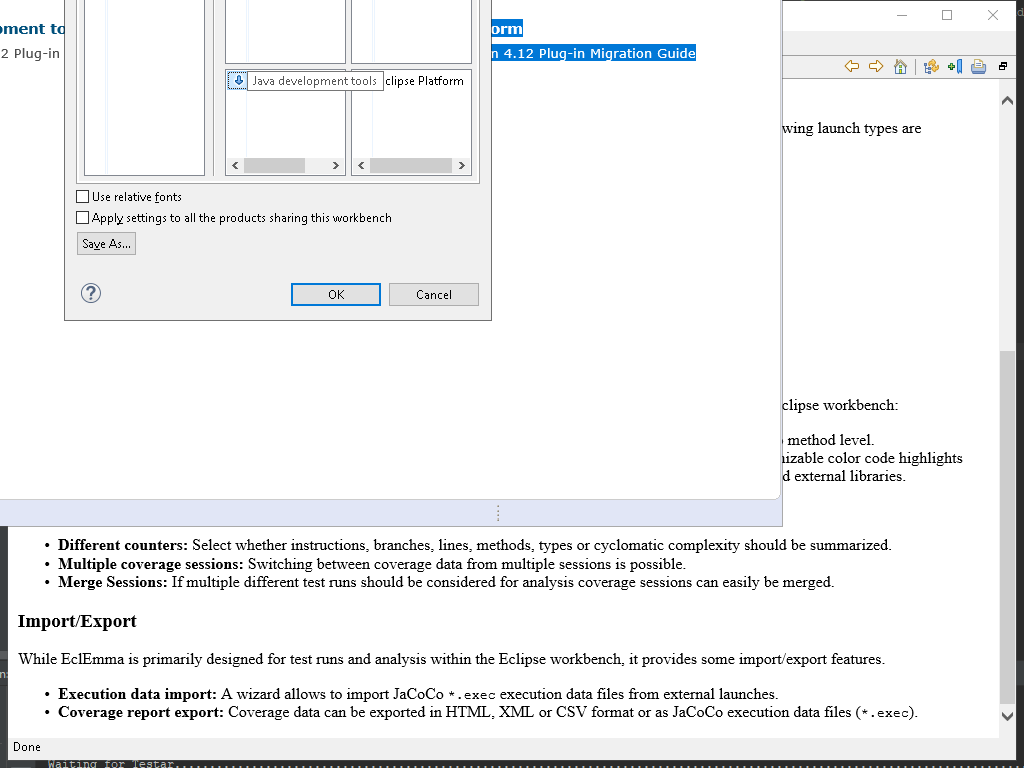 pment to
orm
2 Plug-in
n 4.12 Plug-in Migration Guide
Java development tools
clipse Platform
wing launch types are
Use relative fonts
Apply settings to all the products sharing this workbench
Save As...
OK
Cancel
clipse workbench:
method level.
nizable color code highlights
d external libraries.
• Different counters: Select whether instructions, branches, lines, methods, types or cyclomatic complexity should be summarized.
• Multiple coverage sessions: Switching between coverage data from multiple sessions is possible.
• Merge Sessions: If multiple different test runs should be considered for analysis coverage sessions can easily be merged.
Import/Export
While EclEmma is primarily designed for test runs and analysis within the Eclipse workbench, it provides some import/export features.
• Execution data import: A wizard allows to import JaCoCo *.exec execution data files from external launches.
• Coverage report export: Coverage data can be exported in HTML, XML or CSV format or as JaCoCo execution data files (*.exec).
Done
Waiting for Testar